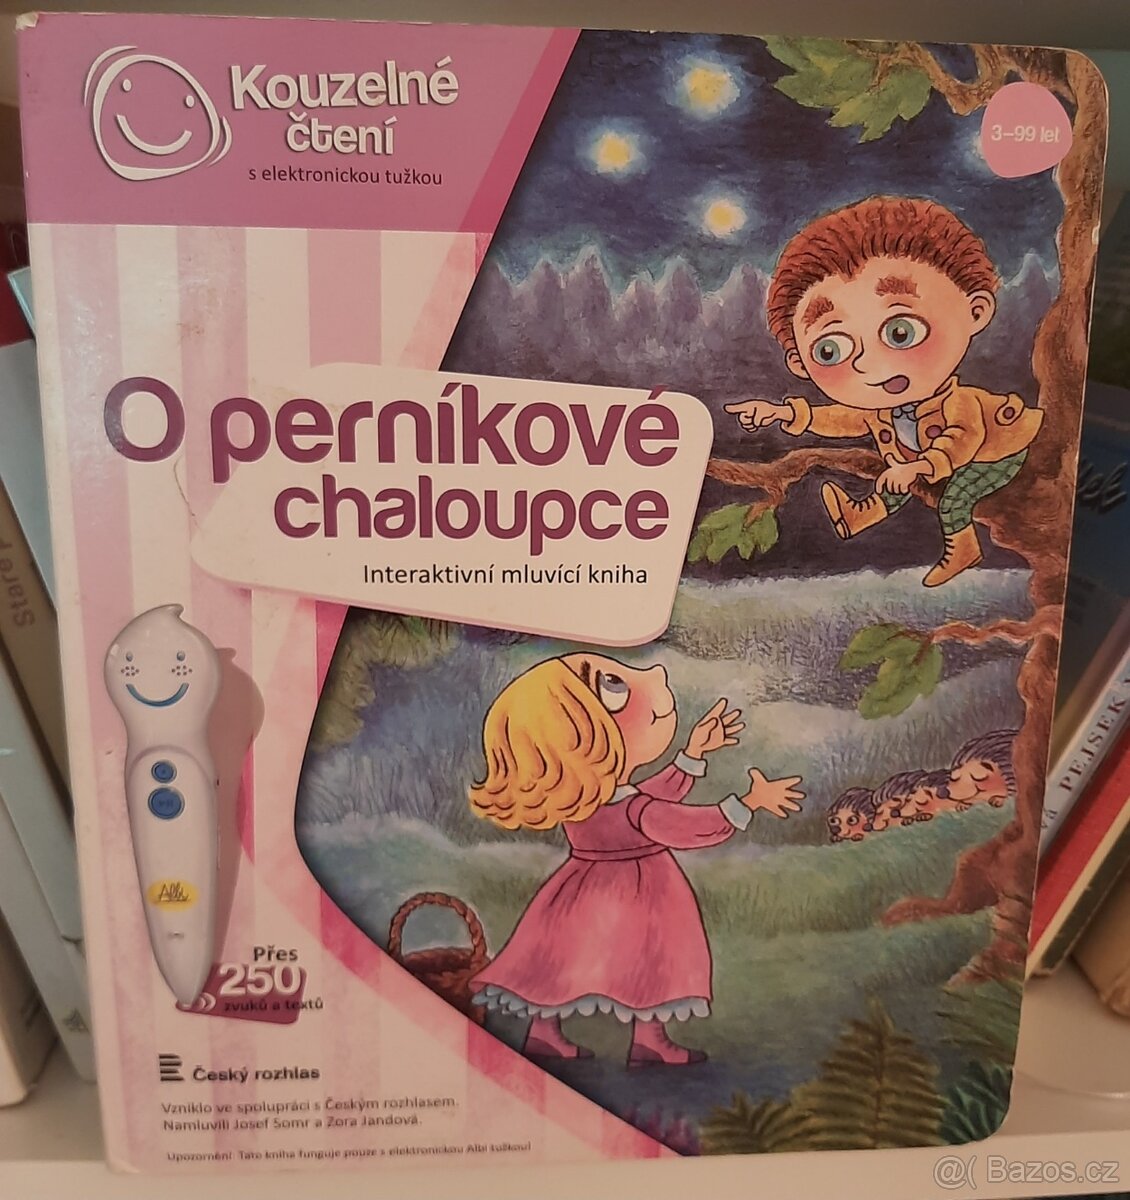 Kouzelné
čtení
s elektronickou tužkou
3–99 let
O perníkové
chaloupce
Interaktivní mluvící kniha
Albi
Přes
250
zvuků a textů
Český rozhlas
Vzniklo ve spolupráci s Českým rozhlasem.
Namluvili Josef Somr a Zora Jandová.
Upozornění: Tato kniha funguje pouze s elektronickou Albi tužkou!
PEJSEK
@( Bazos.cz